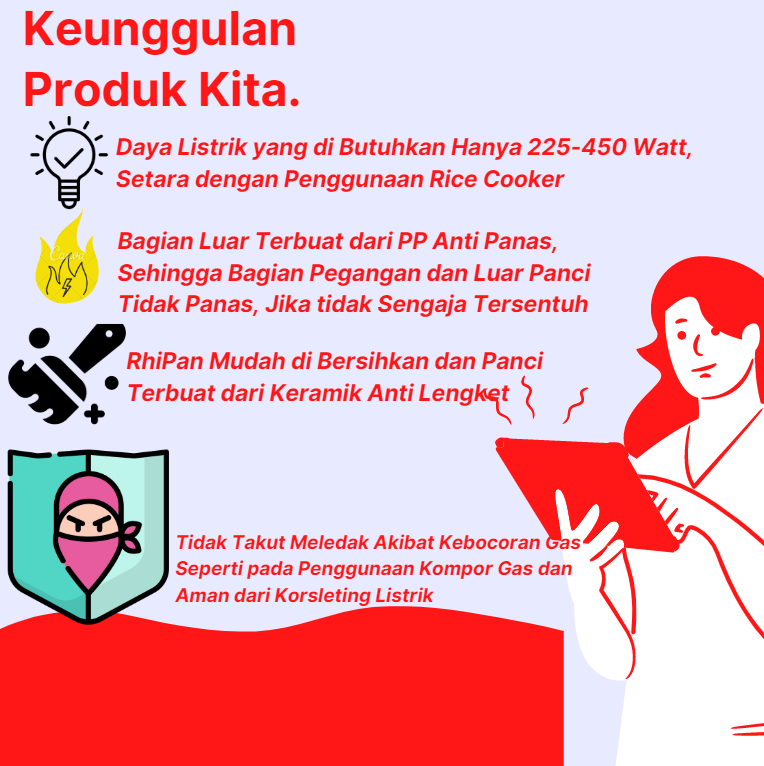 Keunggulan
Produk Kita.
Daya Listrik yang di Butuhkan Hanya 225-450 Watt,
Setara dengan Penggunaan Rice Cooker
Canva
Bagian Luar Terbuat dari PP Anti Panas,
Sehingga Bagian Pegangan dan Luar Panci
Tidak Panas, Jika tidak Sengaja Tersentuh
RhiPan Mudah di Bersihkan dan Panci
Terbuat dari Keramik Anti Lengket
Tidak Takut Meledak Akibat Kebocoran Gas
Seperti pada Penggunaan Kompor Gas dan
Aman dari Korsleting Listrik